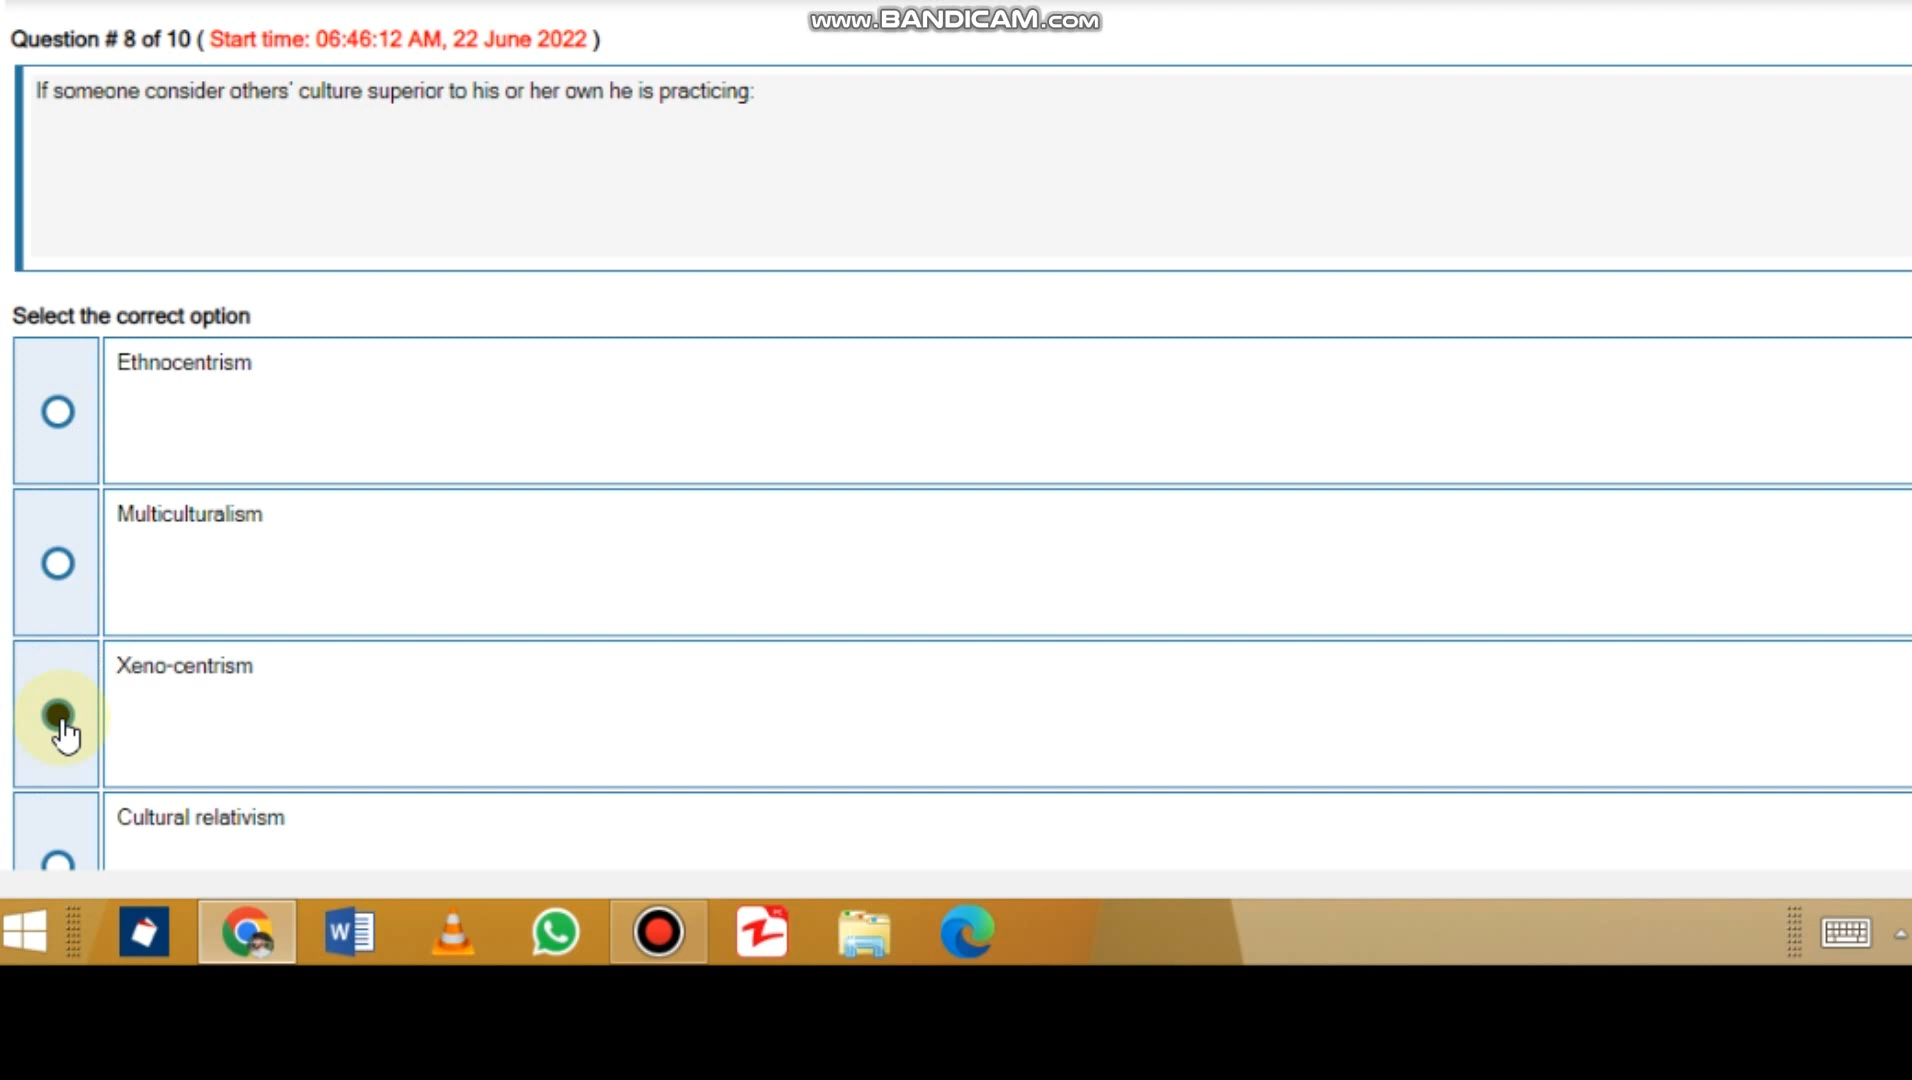 www.BANDICAM.com
Question # 8 of 10 ( Start time: 06:46:12 AM, 22 June 2022 )
If someone consider others' culture superior to his or her own he is practicing:
Select the correct option
Ethnocentrism
Multiculturalism
Xeno-centrism
Cultural relativism
W
PC